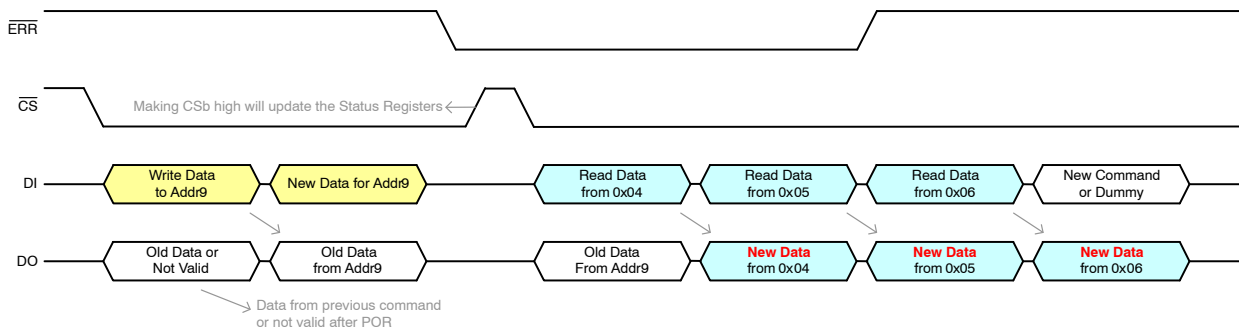 ERR
CS
Making CSb high will update the Status Registers
DI
Write Data
to Addr9
New Data for Addr9
Read Data
from 0x04
Read Data
from 0x05
Read Data
from 0x06
New Command
or Dummy
DO
Old Data or
Not Valid
Old Data
from Addr9
Old Data
From Addr9
New Data
from 0x04
New Data
from 0x05
New Data
from 0x06
Data from previous command
or not valid after POR